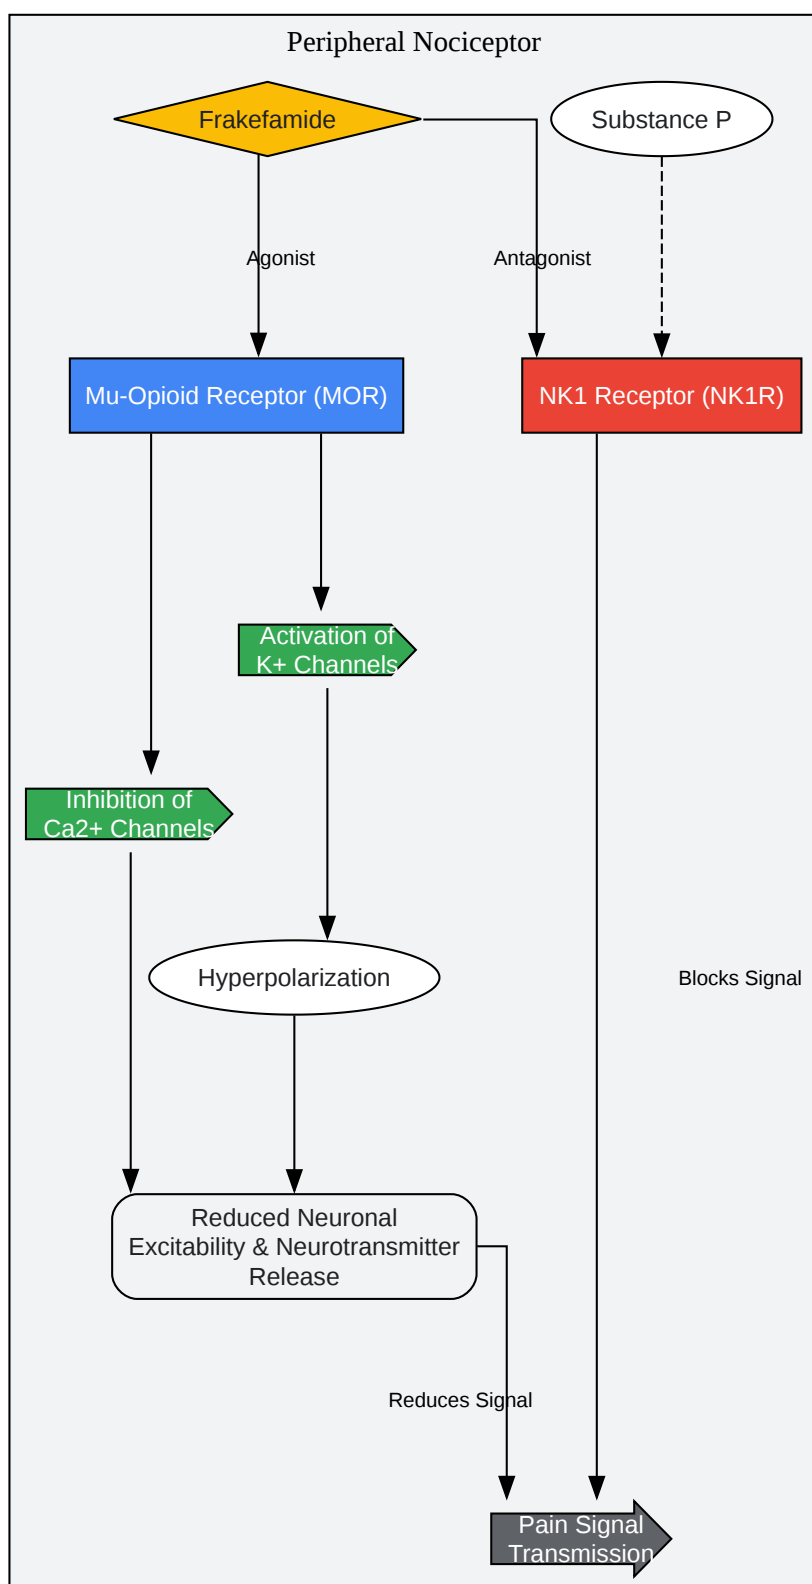 Peripheral Nociceptor
Frakefamide
Substance P
Agonist
Antagonist
Mu-Opioid Receptor (MOR)
NK1 Receptor (NK1R)
Activation of
K+ Channels
Inhibition of
Ca2+ Channels
Hyperpolarization
Blocks Signal
Reduced Neuronal
Excitability & Neurotransmitter
Release
Reduces Signal
Pain Signal
Transmission